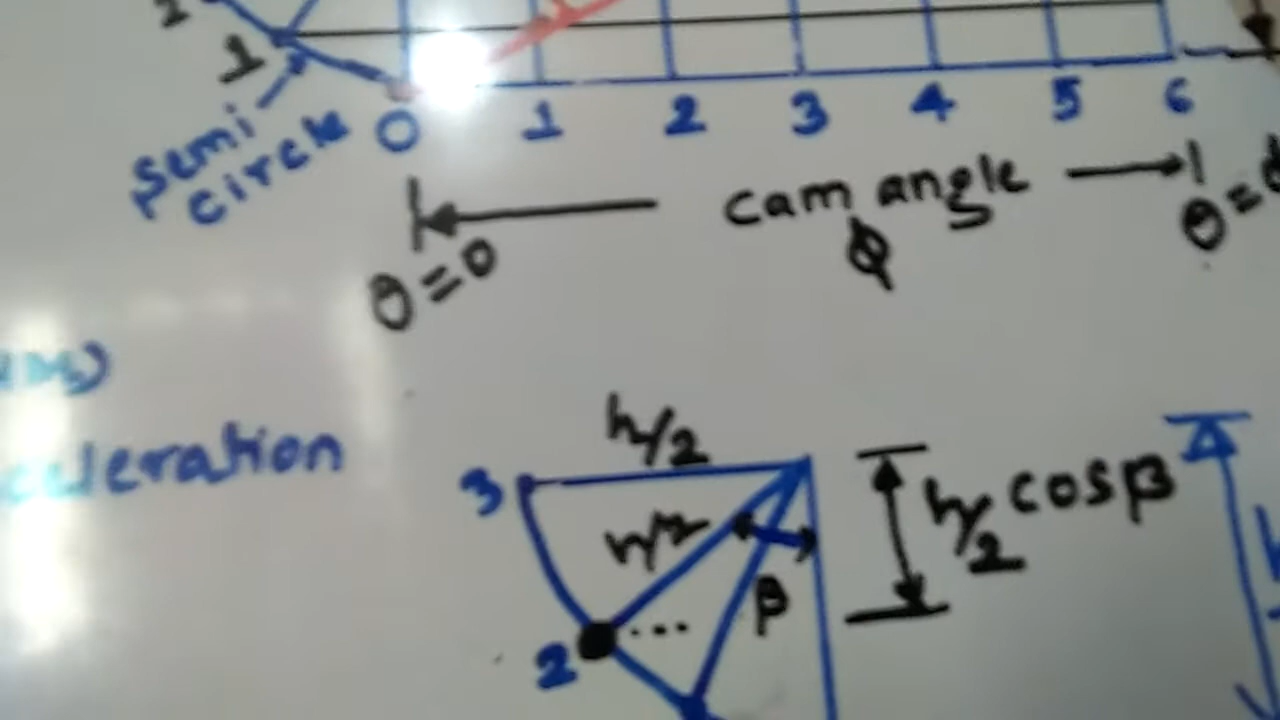 2
1
semi
circle
0 1 2 3 4 5 6
cam angle
ϕ
θ=0
θ=
celeration
h/2
3
h/2
h/2 cosβ
β
2